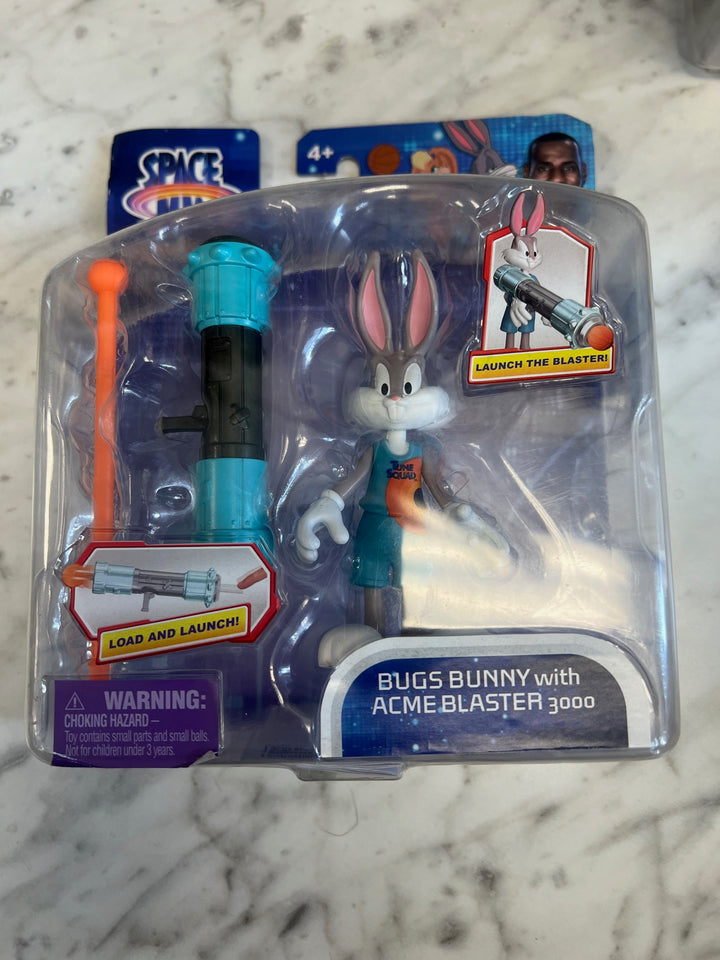 SPACE
4+
LAUNCH THE BLASTER!
TUNE
SQUAD
LOAD AND LAUNCH!
BUGS BUNNY with
ACME BLASTER 3000
WARNING:
CHOKING HAZARD —
Toy contains small parts and small balls.
Not for children under 3 years.